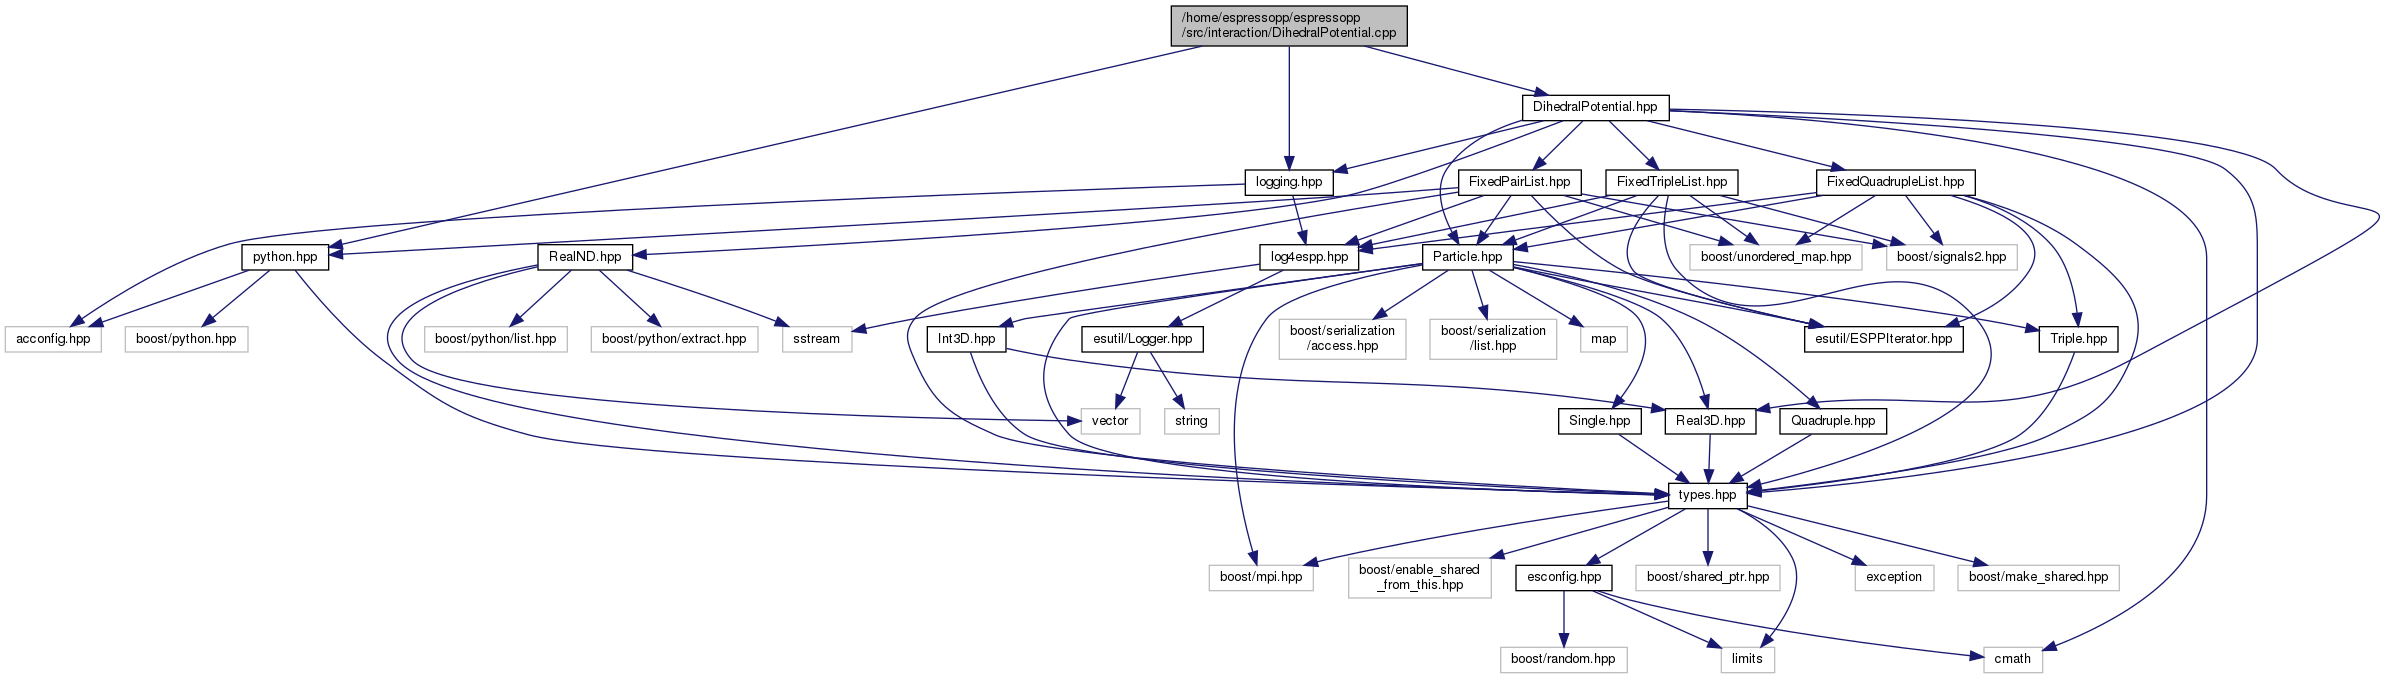 /home/espressopp/espressopp
/src/interaction/DihedralPotential.cpp
DihedralPotential.hpp
logging.hpp
FixedPairList.hpp
FixedTripleList.hpp
FixedQuadrupleList.hpp
python.hpp
RealND.hpp
log4espp.hpp
Particle.hpp
boost/unordered_map.hpp
boost/signals2.hpp
acconfig.hpp
boost/python.hpp
boost/python/list.hpp
boost/python/extract.hpp
sstream
Int3D.hpp
esutil/Logger.hpp
boost/serialization
/access.hpp
boost/serialization
/list.hpp
map
esutil/ESPPIterator.hpp
Triple.hpp
vector
string
Single.hpp
Real3D.hpp
Quadruple.hpp
types.hpp
boost/mpi.hpp
boost/enable_shared
_from_this.hpp
esconfig.hpp
boost/shared_ptr.hpp
exception
boost/make_shared.hpp
boost/random.hpp
limits
cmath